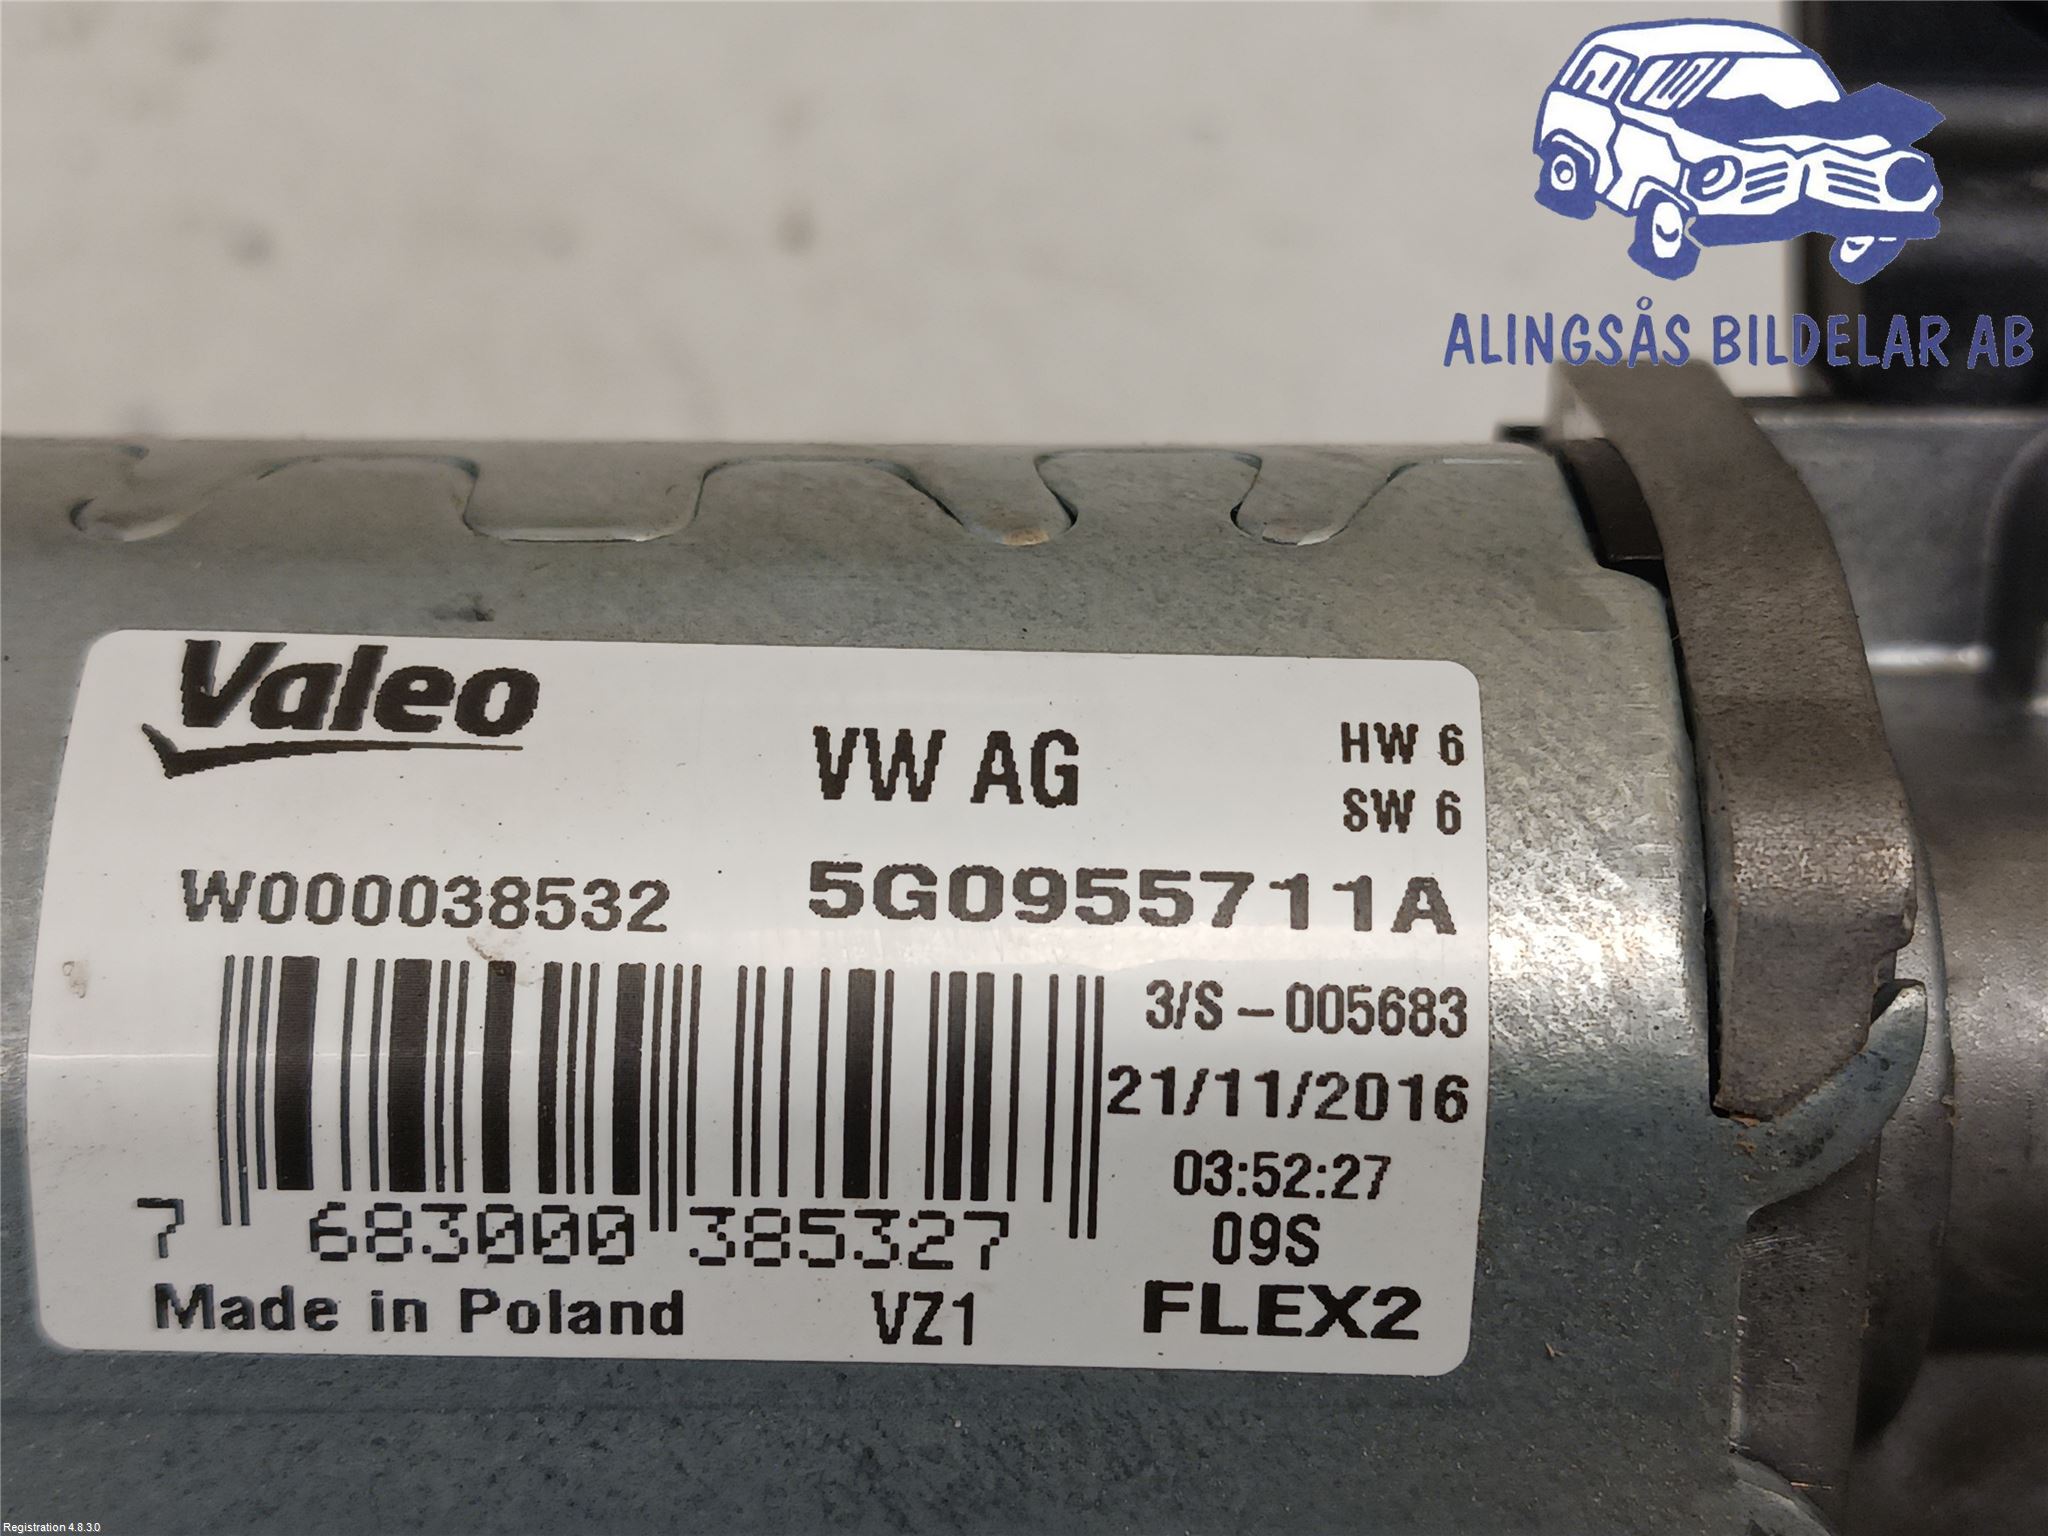 ALINGSÅS BILDELAR AB
Valeo
VW AG
HW 6
SW 6
W000038532
5G0955711A
3/S-005683
21/11/2016
03:52:27
09S
7 683000 385327
Made in Poland
VZ1
FLEX2
Registration 4.8.3.0